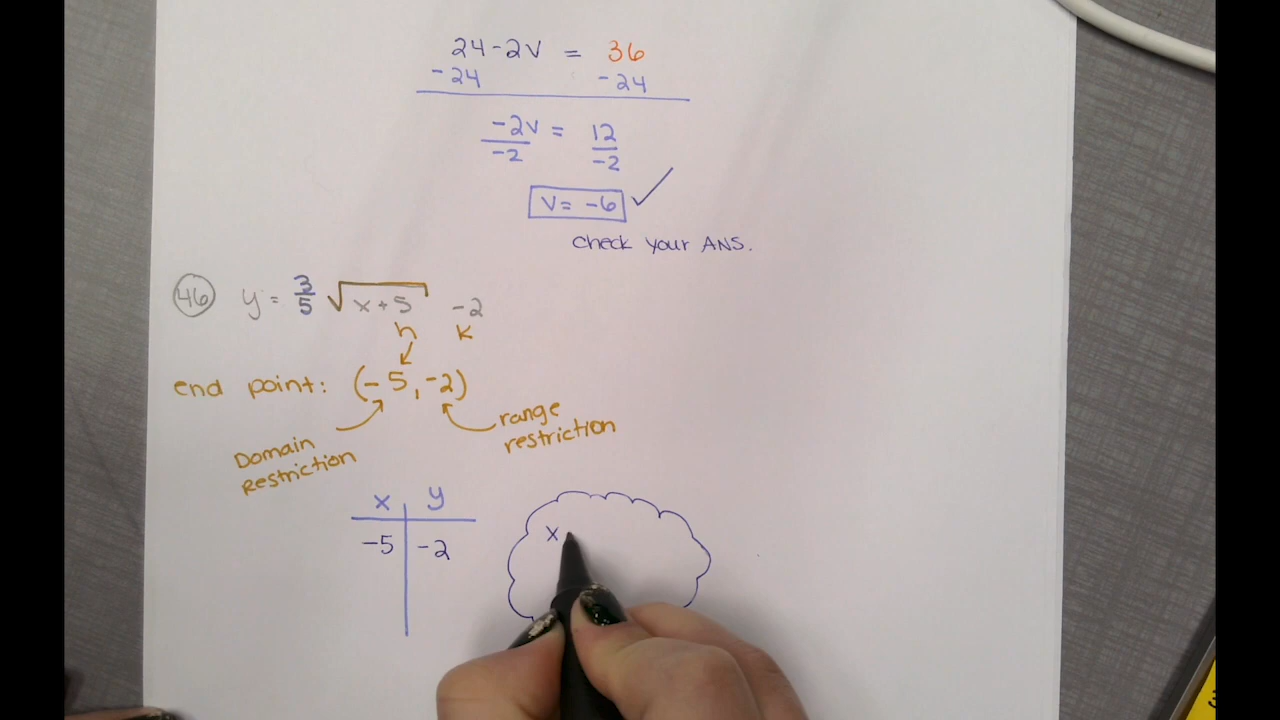 24-2V = 36
-24 -24
-2V = 12
-2 -2
V = -6 ✓
check your ANS.
46 y = 3/5 √x+5 -2
h k
end point: (-5, -2)
Domain restriction
range restriction
x y
-5 -2
x